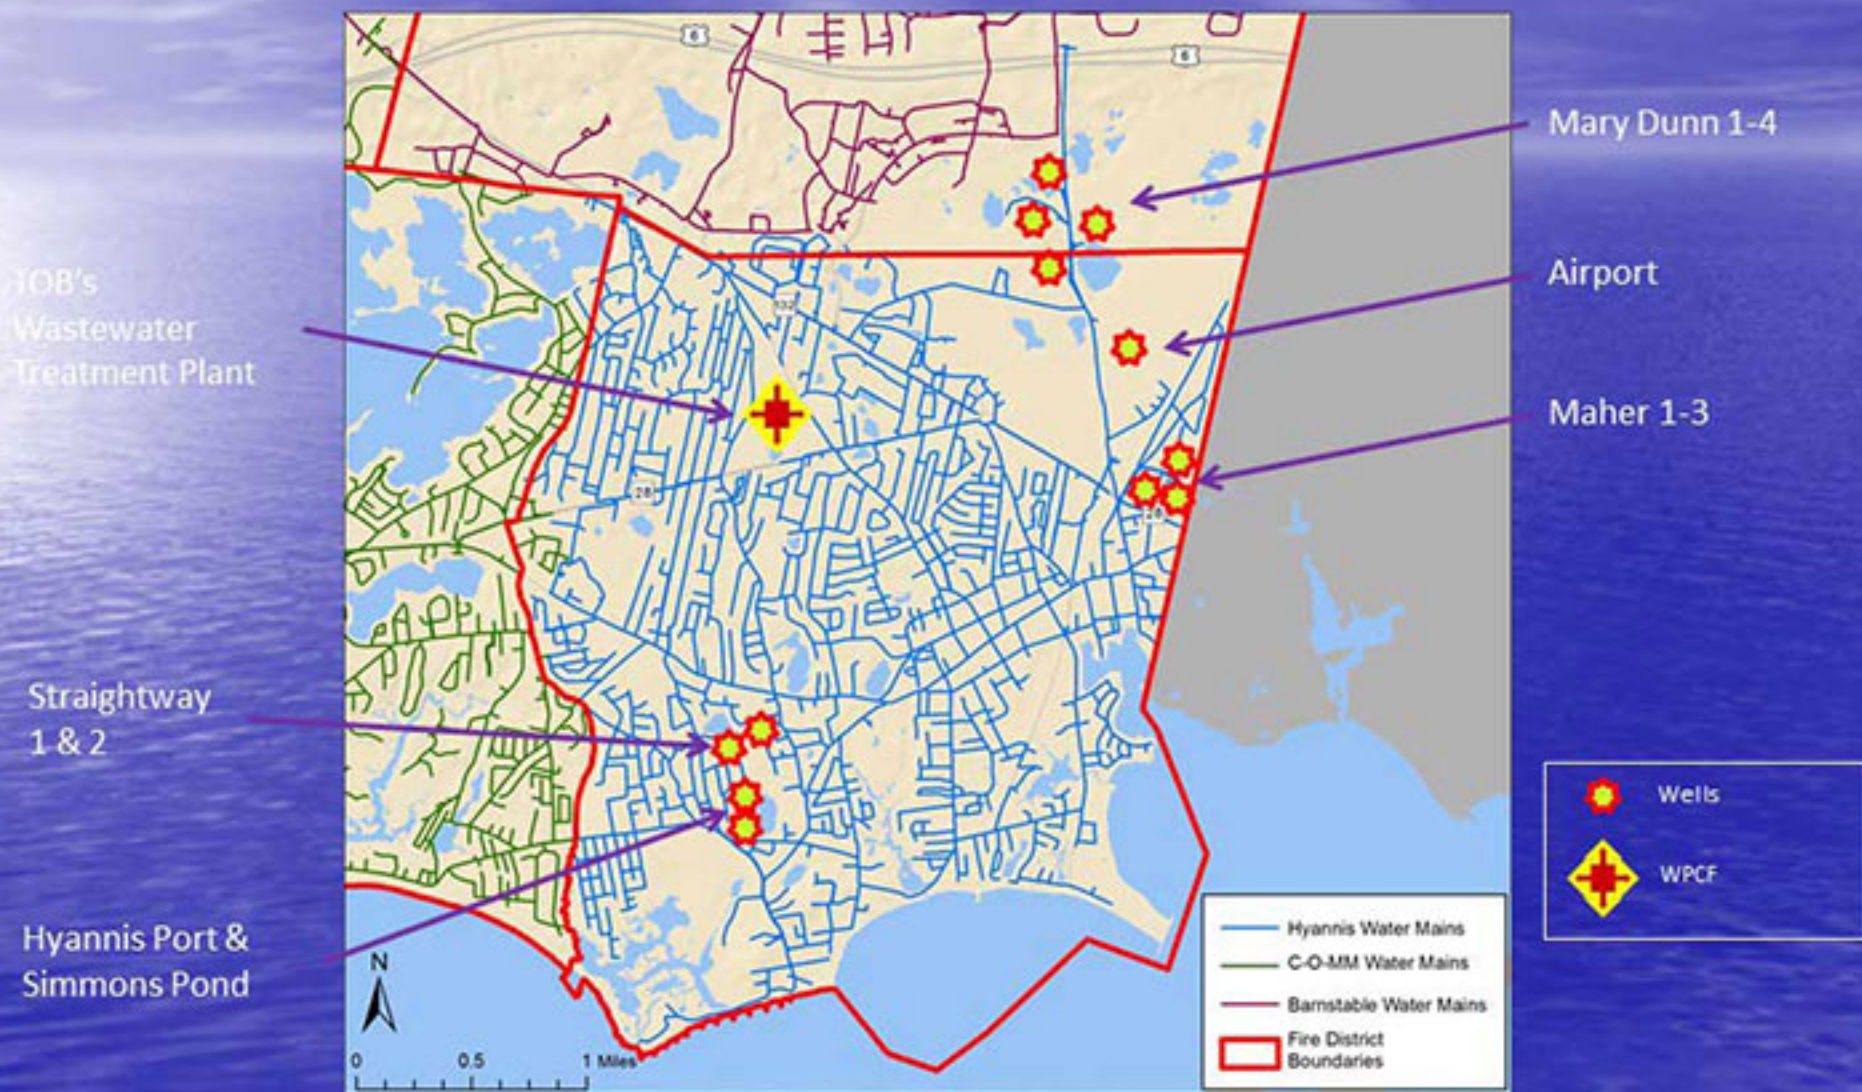 6
6
Mary Dunn 1-4
Airport
Maher 1-3
TOB's
Wastewater
Treatment Plant
132
28
28
Straightway
1 & 2
Hyannis Port &
Simmons Pond
Wells
WPCF
N
0 0.5 1 Miles
Hyannis Water Mains
C-O-MM Water Mains
Barnstable Water Mains
Fire District
Boundaries